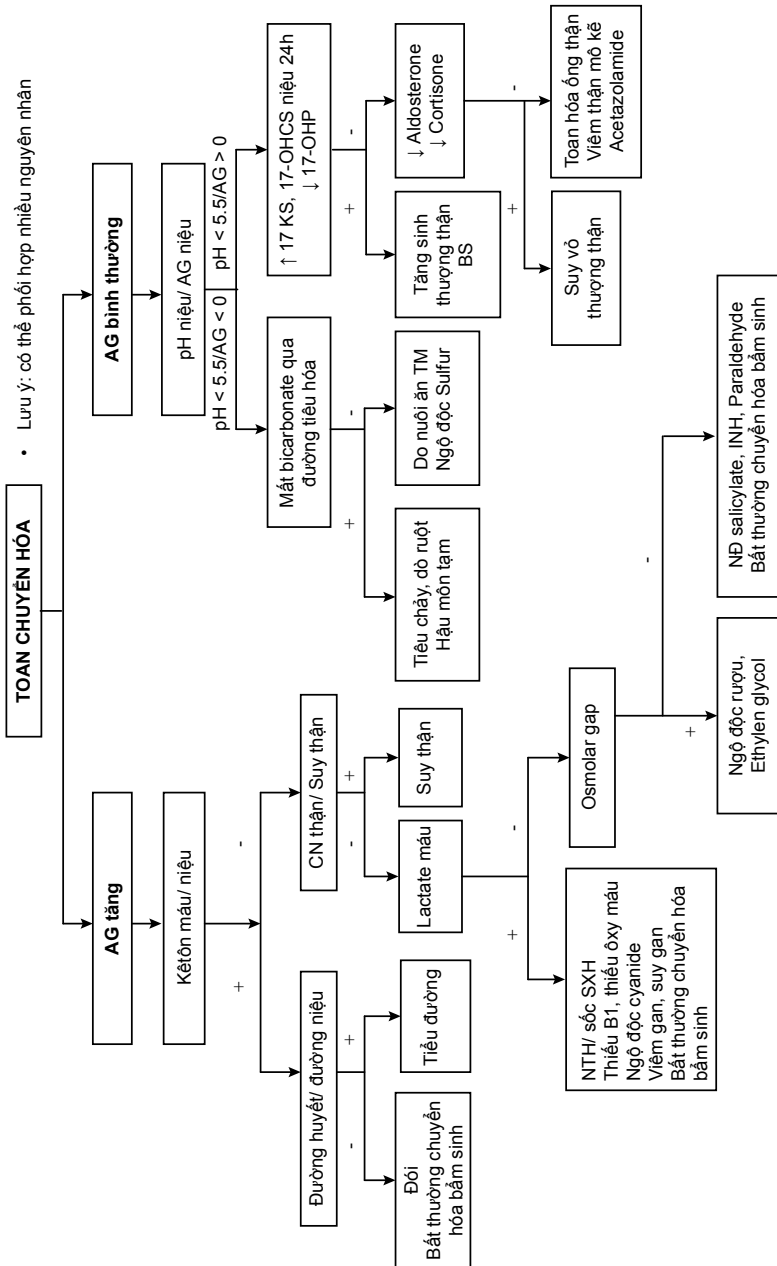 TOAN CHUYỂN HÓA
• Lưu ý: có thể phối hợp nhiều nguyên nhân
AG tăng
AG bình thường
Kêtôn máu/ niệu
pH niệu/ AG niệu
+
-
pH < 5.5/AG < 0
pH < 5.5/AG > 0
Đường huyết/ đường niệu
CN thận/ Suy thận
Mất bicarbonate qua
đường tiêu hóa
↑ 17 KS, 17-OHCS niệu 24h
↓ 17-OHP
-
+
-
+
+
-
+
-
Đói
Bất thường chuyển
hóa bẩm sinh
Tiểu đường
Lactate máu
Suy thận
Tiêu chảy, dò ruột
Hậu môn tạm
Do nuôi ăn TM
Ngộ độc Sulfur
Tăng sinh
thượng thận
BS
↓ Aldosterone
↓ Cortisone
+
-
+
-
NTH/ sốc SXH
Thiếu B1, thiếu ôxy máu
Ngộ độc cyanide
Viêm gan, suy gan
Bất thường chuyển hóa
bẩm sinh
Osmolar gap
Suy vỏ
thượng thận
Toan hóa ống thận
Viêm thận mô kẽ
Acetazolamide
+
-
Ngộ độc rượu,
Ethylen glycol
NĐ salicylate, INH, Paraldehyde
Bất thường chuyển hóa bẩm sinh